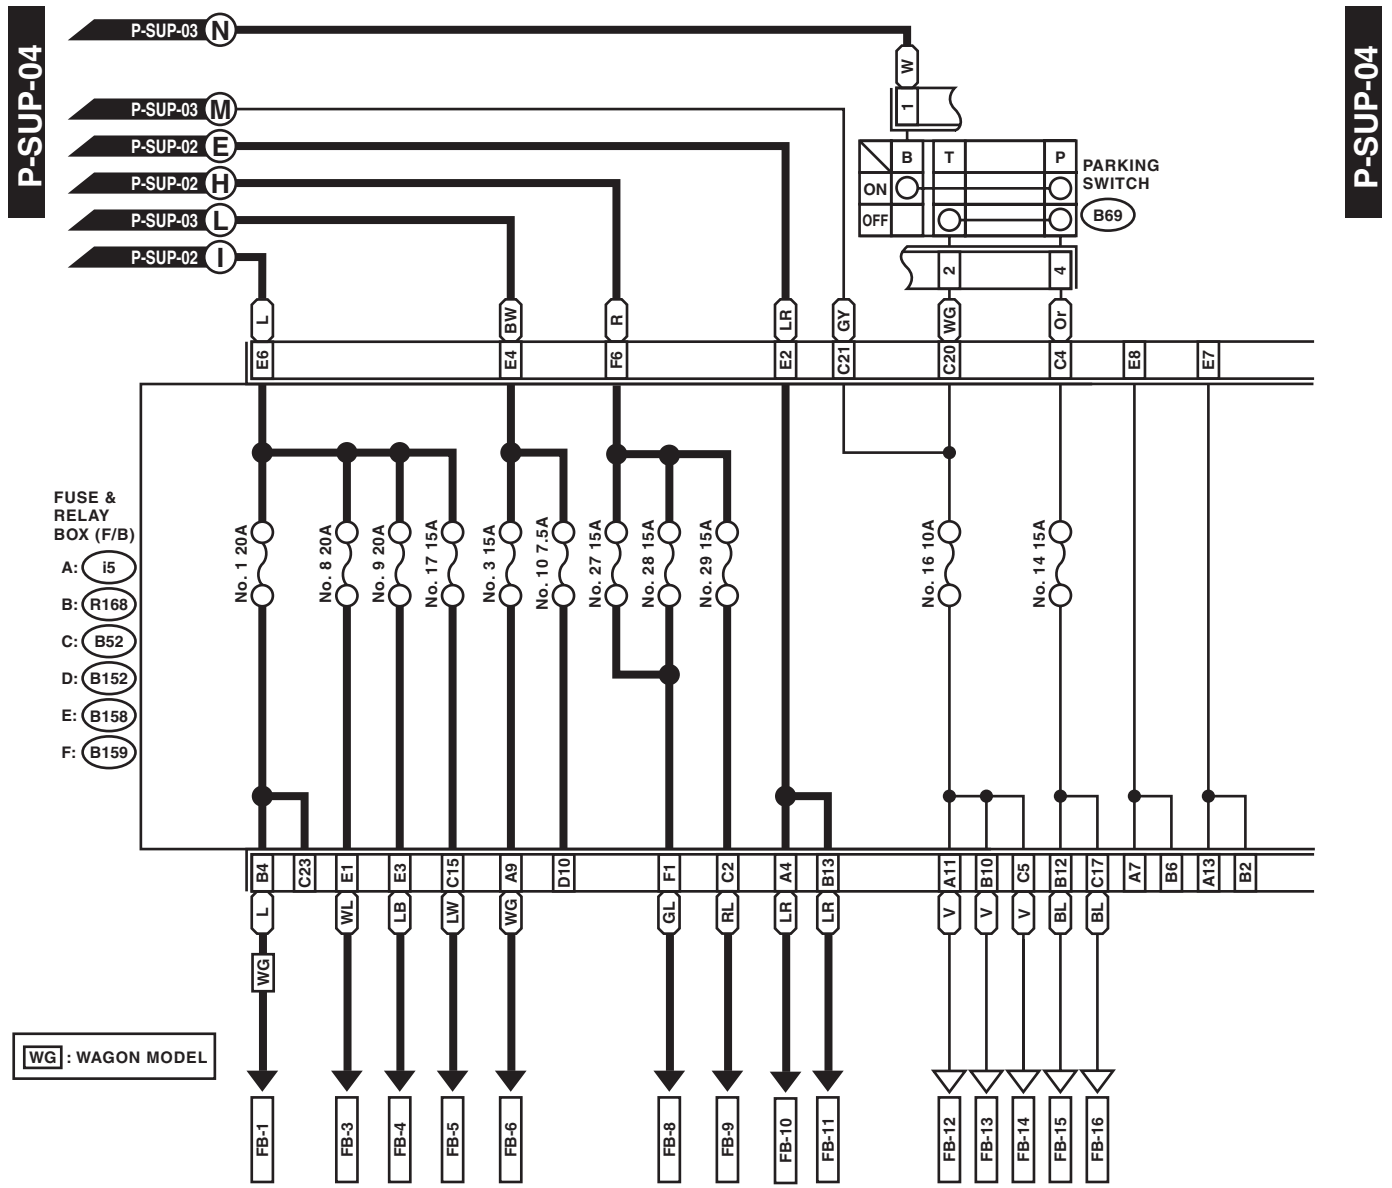 P-SUP-04
P-SUP-04
P-SUP-03 N
P-SUP-03 M
P-SUP-02 E
P-SUP-02 H
P-SUP-03 L
P-SUP-02 I
W
1
B T P
ON
OFF
PARKING
SWITCH
B69
2 4
L BW R LR GY WG Or
E6 E4 F6 E2 C21 C20 C4 E8 E7
FUSE &
RELAY
BOX (F/B)
A: i5
B: R168
C: B52
D: B152
E: B158
F: B159
No. 1 20A
No. 8 20A
No. 9 20A
No. 17 15A
No. 3 15A
No. 10 7.5A
No. 27 15A
No. 28 15A
No. 29 15A
No. 16 10A
No. 14 15A
B4 C23 E1 E3 C15 A9 D10 F1 C2 A4 B13 A11 B10 C5 B12 C17 A7 B6 A13 B2
L WL LB LW WG GL RL LR LR V V V BL BL
WG
WG : WAGON MODEL
FB-1 FB-3 FB-4 FB-5 FB-6 FB-8 FB-9 FB-10 FB-11 FB-12 FB-13 FB-14 FB-15 FB-16